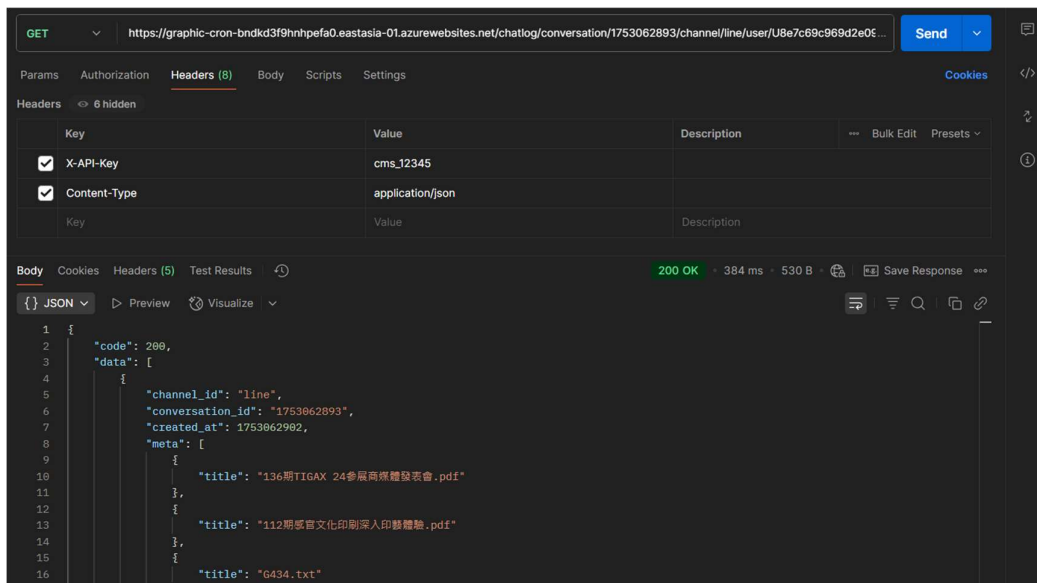 GET https://graphic-cron-bndkd3f9hnhpefa0.eastasia-01.azurewebsites.net/chatlog/conversation/1753062893/channel/line/user/U8e7c69c969d2e09... Send
Params Authorization Headers (8) Body Scripts Settings Cookies
Headers 6 hidden
Key Value Description ••• Bulk Edit Presets
X-API-Key cms_12345
Content-Type application/json
Key Value Description
Body Cookies Headers (5) Test Results 200 OK • 384 ms • 530 B • e.g. Save Response
{} JSON Preview Visualize
1 {
2 "code": 200,
3 "data": [
4 {
5 "channel_id": "line",
6 "conversation_id": "1753062893",
7 "created_at": 1753062902,
8 "meta": [
9 {
10 "title": "136期TIGAX 24參展商媒體發表會.pdf"
11 },
12 {
13 "title": "112期感官文化印刷深入印藝體驗.pdf"
14 },
15 {
16 "title": "G434.txt"